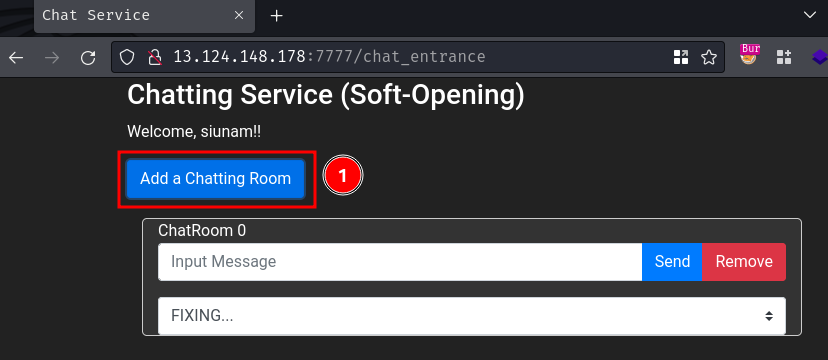 Chat Service
13.124.148.178:7777/chat_entrance
Bur
Chatting Service (Soft-Opening)
Welcome, siunam!!
Add a Chatting Room
1
ChatRoom 0
Input Message
Send
Remove
FIXING...